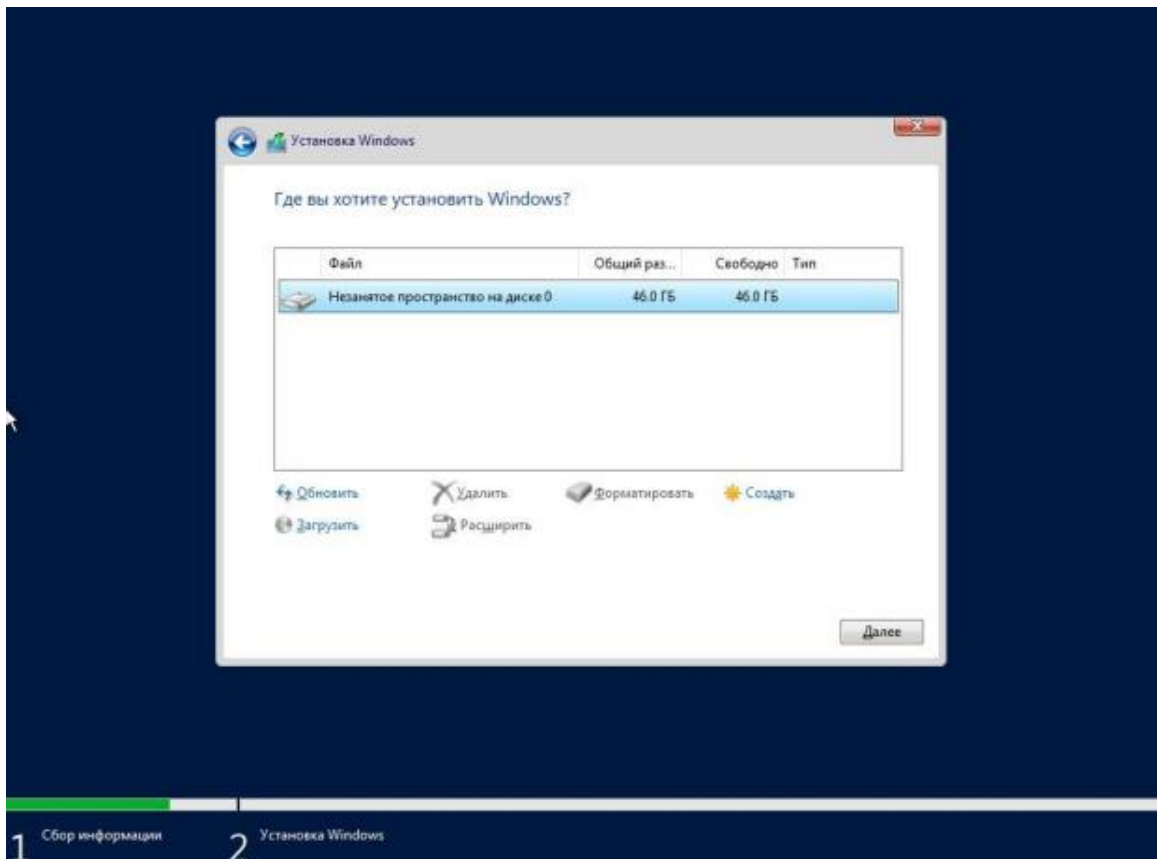 Установка Windows
Где вы хотите установить Windows?
Файл Общий раз... Свободно Тип
Незанятое пространство на диске 0 46.0 ГБ 46.0 ГБ
Обновить Удалить Форматировать Создать
Загрузить Расширить
Далее
1 Сбор информации 2 Установка Windows